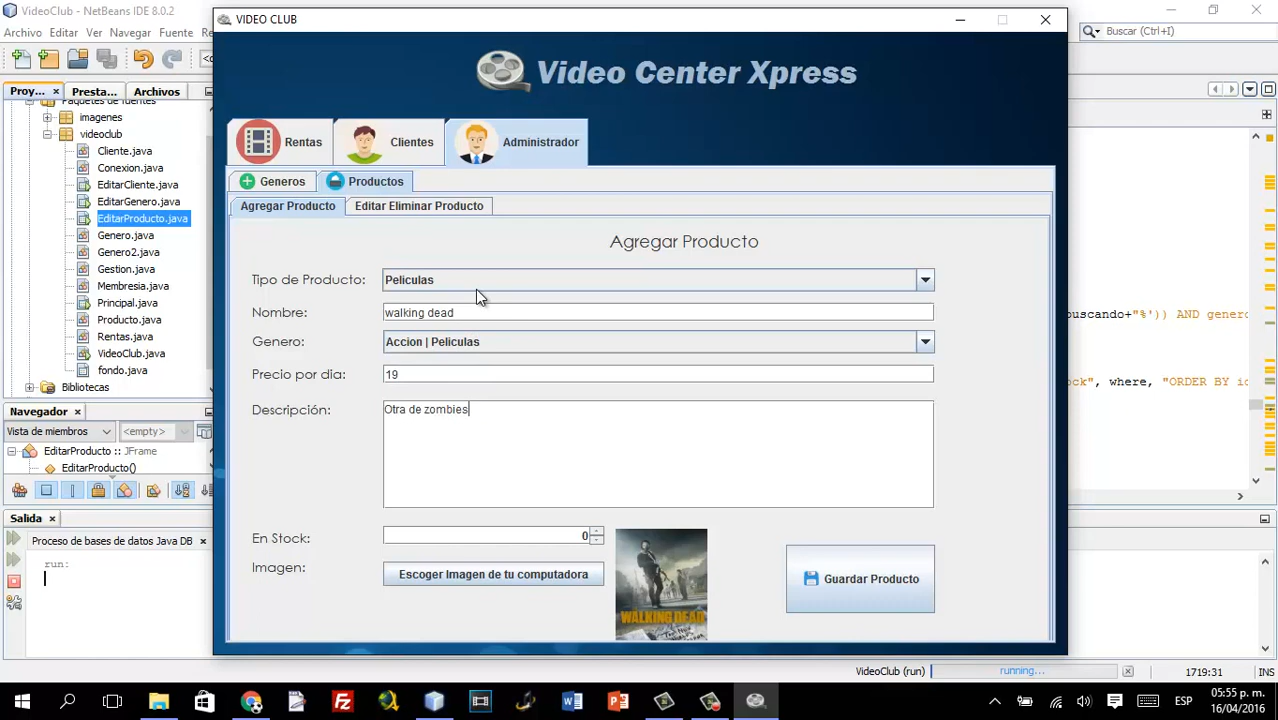 VideoClub - NetBeans IDE 8.0.2
Archivo Editar Ver Navegar Fuente
Buscar (Ctrl+I)
VIDEO CLUB
Video Center Xpress
Proy... Presta... Archivos
Paquetes de fuentes
imagenes
videoclub
Cliente.java
Conexion.java
EditarCliente.java
EditarGenero.java
EditarProducto.java
Genero.java
Genero2.java
Gestion.java
Membresia.java
Principal.java
Producto.java
Rentas.java
VideoClub.java
fondo.java
Bibliotecas
Navegador
Vista de miembros <empty>
EditarProducto :: JFrame
EditarProducto()
Salida
Proceso de bases de datos Java DB
run:
Rentas Clientes Administrador
Generos Productos
Agregar Producto Editar Eliminar Producto
Agregar Producto
Tipo de Producto: Peliculas
Nombre: walking dead
Genero: Accion | Peliculas
Precio por dia: 19
Descripción: Otra de zombies
En Stock: 0
Imagen: Escoger Imagen de tu computadora
WALKING DEAD
Guardar Producto
buscando+"%')) AND genero
ock", where, "ORDER BY id
VideoClub (run) running... 1719:31 INS
ESP
05:55 p. m.
16/04/2016